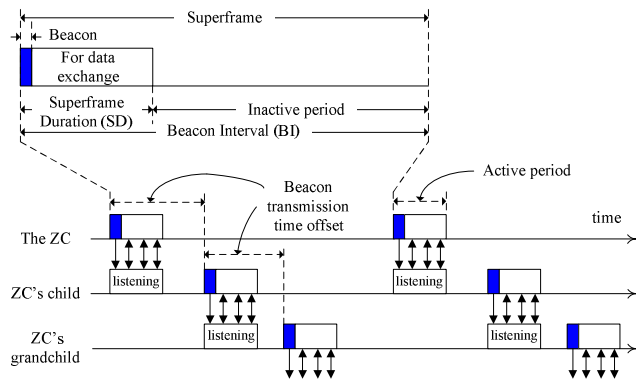 Superframe
Beacon
For data
exchange
Superframe
Duration (SD)
Inactive period
Beacon Interval (BI)
Beacon
transmission
time offset
Active period
time
The ZC
listening
listening
ZC's child
listening
listening
ZC's
grandchild